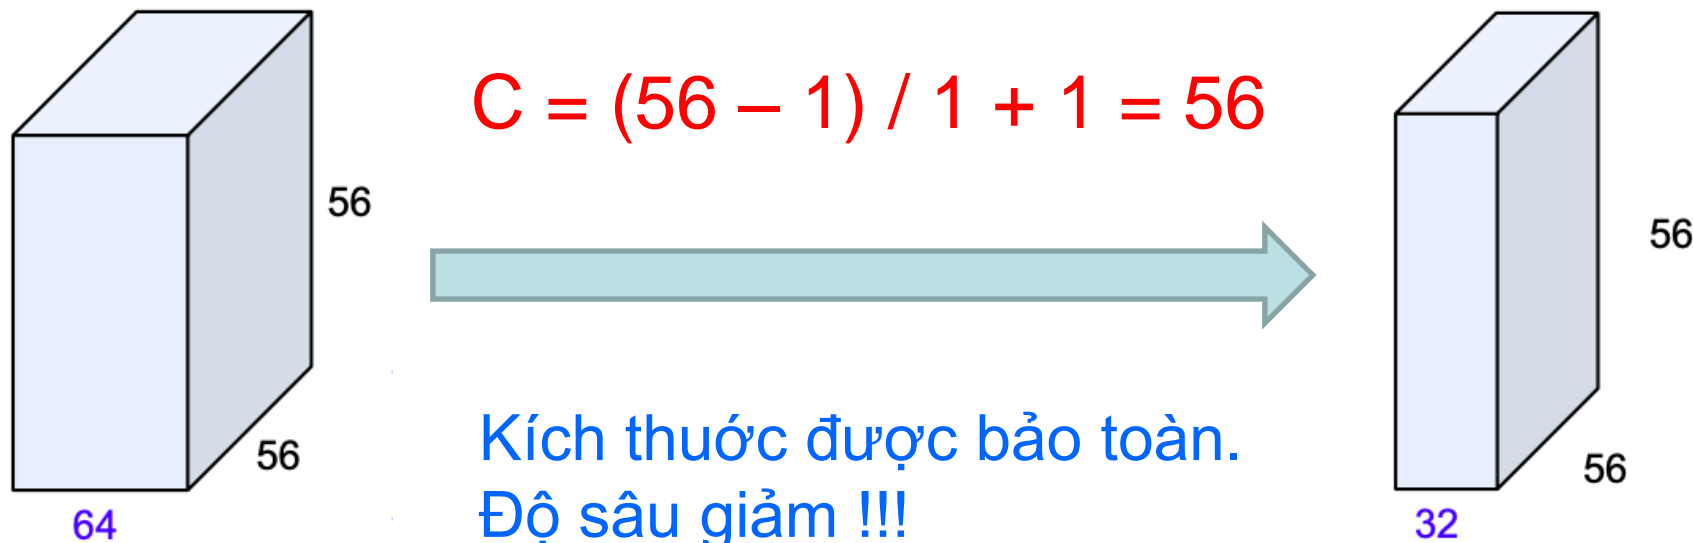 C = (56 – 1) / 1 + 1 = 56
56
56
64
Kích thước được bảo toàn.
Độ sâu giảm !!!
56
56
32